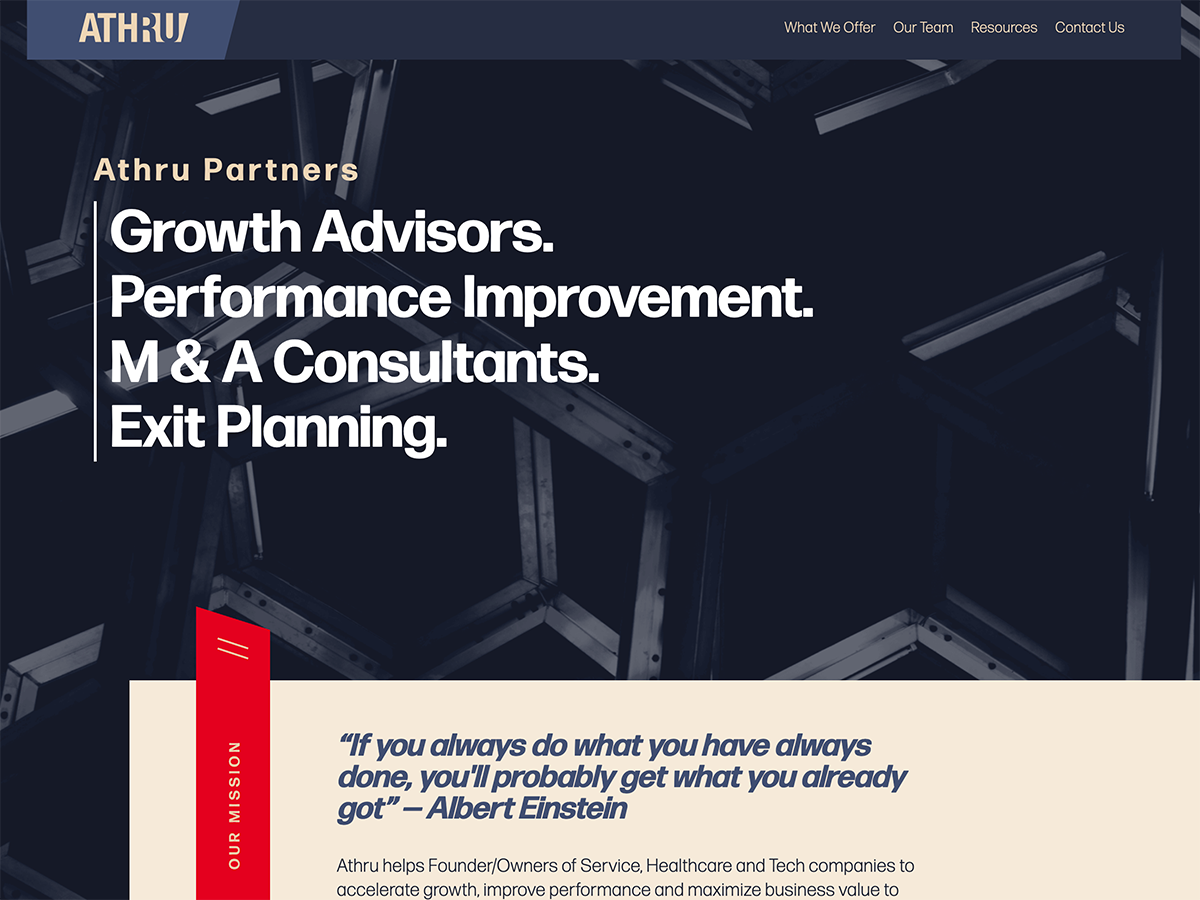 ATHRU
What We Offer Our Team Resources Contact Us
Athru Partners
Growth Advisors.
Performance Improvement.
M & A Consultants.
Exit Planning.
OUR MISSION
“If you always do what you have always
done, you'll probably get what you already
got” – Albert Einstein
Athru helps Founder/Owners of Service, Healthcare and Tech companies to
accelerate growth, improve performance and maximize business value to